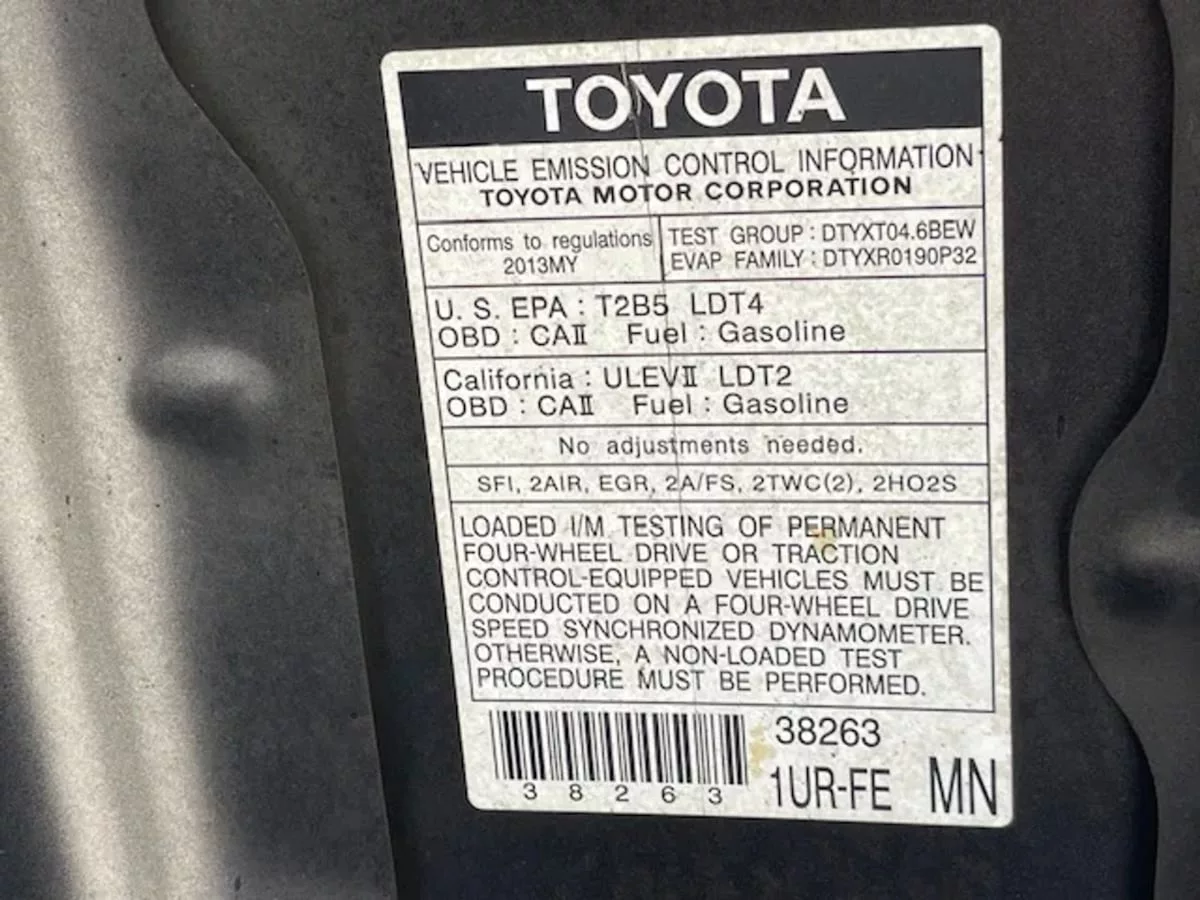 TOYOTA
VEHICLE EMISSION CONTROL INFORMATION
TOYOTA MOTOR CORPORATION
Conforms to regulations
2013MY
TEST GROUP : DTYXT04.6BEW
EVAP FAMILY : DTYXR0190P32
U. S. EPA : T2B5 LDT4
OBD : CAⅡ Fuel : Gasoline
California : ULEVⅡ LDT2
OBD : CAⅡ Fuel : Gasoline
No adjustments needed.
SFI, 2AIR, EGR, 2A/FS, 2TWC(2), 2HO2S
LOADED I/M TESTING OF PERMANENT
FOUR-WHEEL DRIVE OR TRACTION
CONTROL-EQUIPPED VEHICLES MUST BE
CONDUCTED ON A FOUR-WHEEL DRIVE
SPEED SYNCHRONIZED DYNAMOMETER.
OTHERWISE, A NON-LOADED TEST
PROCEDURE MUST BE PERFORMED.
38263
38263
1UR-FE MN